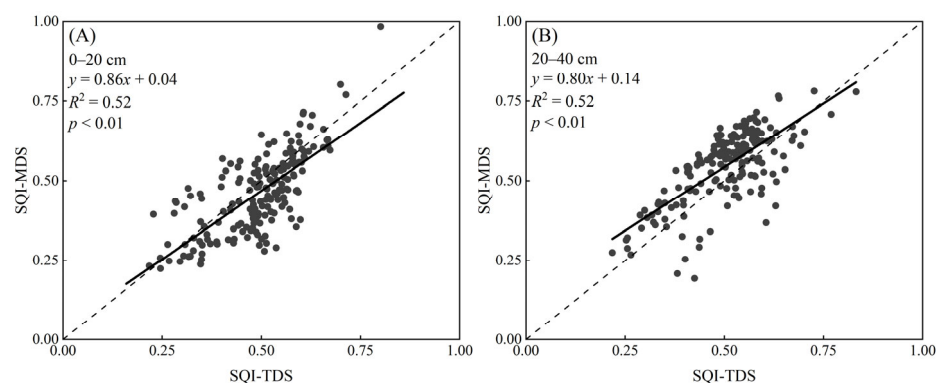 (A)
0–20 cm
y = 0.86x + 0.04
R² = 0.52
p < 0.01
1.00
0.75
0.50
0.25
0.00
SQI-MDS
0.00 0.25 0.50 0.75 1.00
SQI-TDS
(B)
20–40 cm
y = 0.80x + 0.14
R² = 0.52
p < 0.01
1.00
0.75
0.50
0.25
0.00
SQI-MDS
0.00 0.25 0.50 0.75 1.00
SQI-TDS